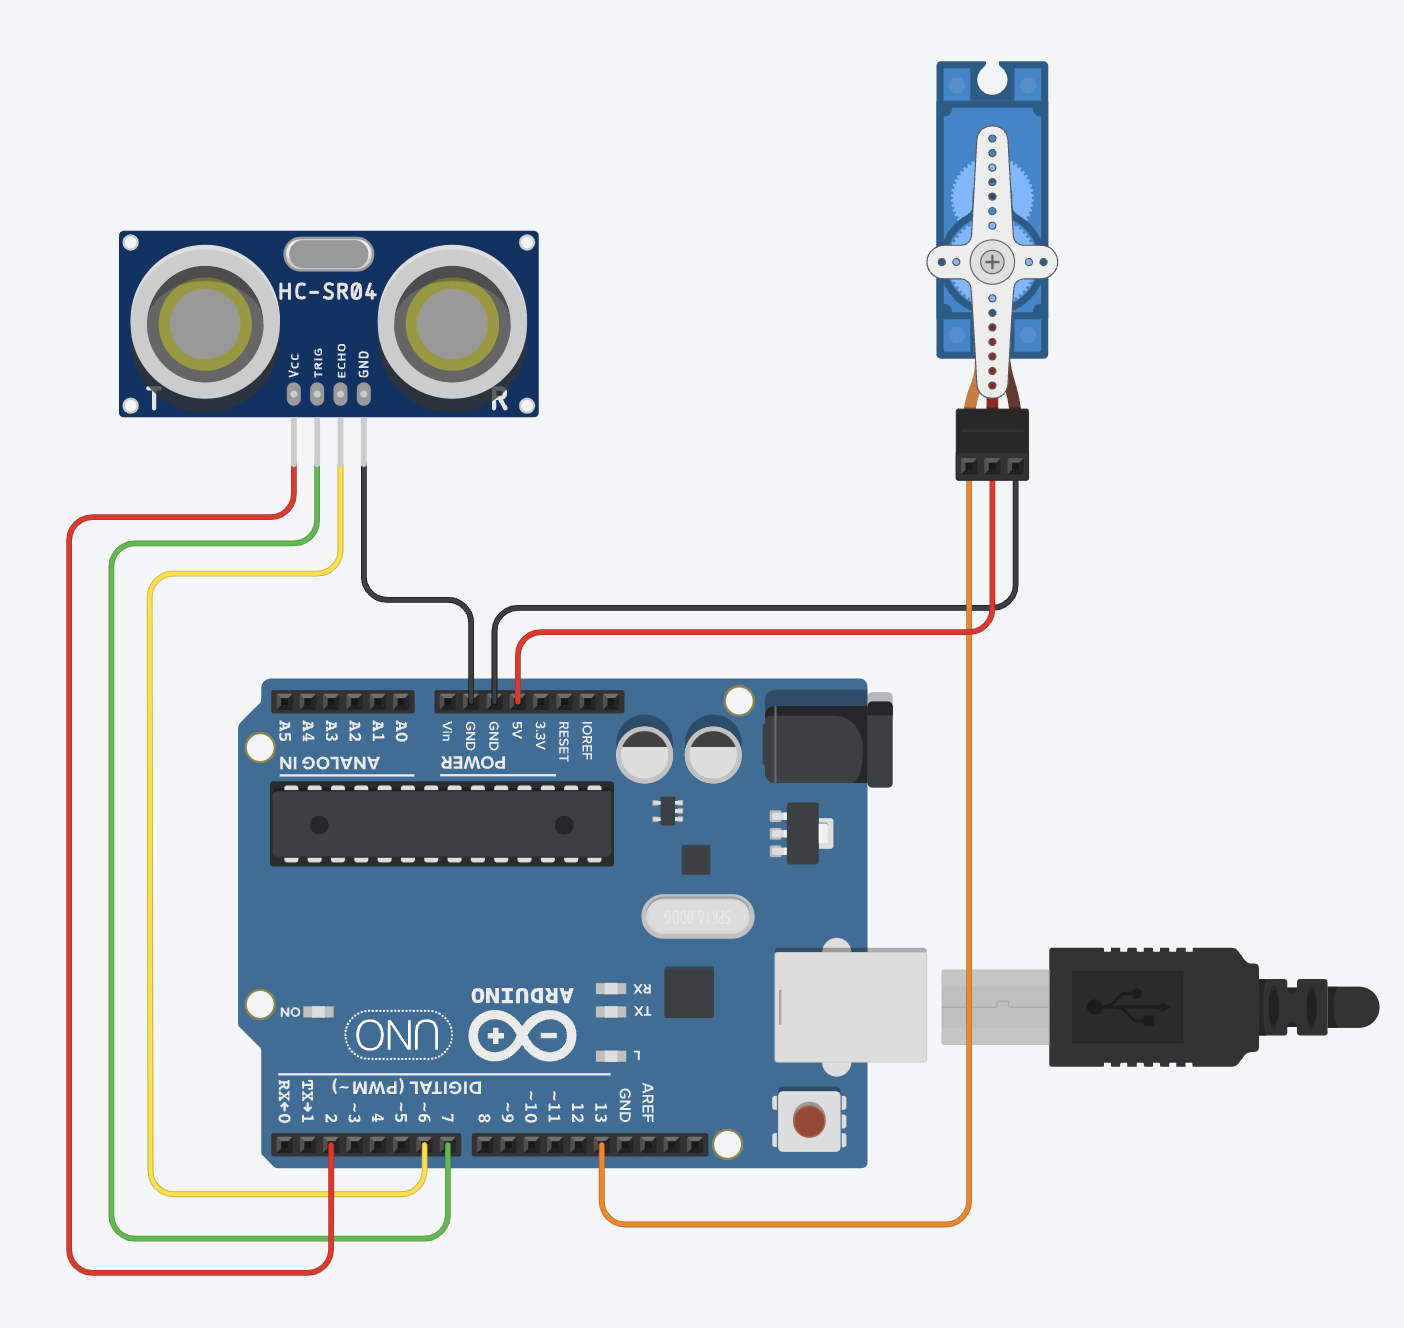 HC-SR04
VCC
TRIG
ECHO
GND
T
R
A5
A4
A3
A2
A1
A0
Vin
GND
GND
5V
3.3V
RESET
IOREF
ANALOG IN
POWER
SPK16.000G
RX
TX
L
ON
ARDUINO
UNO
DIGITAL (PWM~)
RX←0
TX→1
2
~3
4
~5
~6
7
8
~9
~10
~11
12
13
GND
AREF